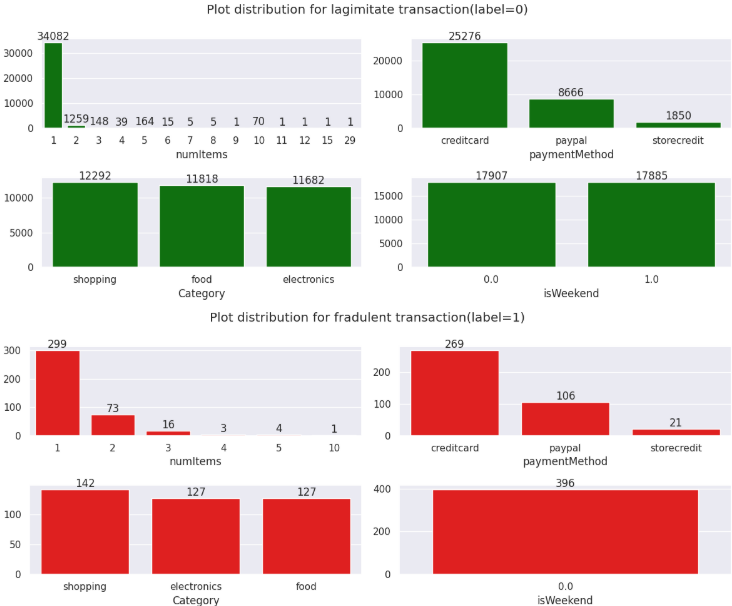 Plot distribution for lagimitate transaction(label=0)
34082 1259 148 39 164 15 5 5 1 70 1 1 1 1
30000
20000
10000
0
1 2 3 4 5 6 7 8 9 10 11 12 15 29
numItems
25276 8666 1850
20000
10000
0
creditcard paypal storecredit
paymentMethod
12292 11818 11682
10000
5000
0
shopping food electronics
Category
17907 17885
15000
10000
5000
0
0.0 1.0
isWeekend
Plot distribution for fradulent transaction(label=1)
299 73 16 3 4 1
300
200
100
0
1 2 3 4 5 10
numItems
269 106 21
200
100
0
creditcard paypal storecredit
paymentMethod
142 127 127
100
50
0
shopping electronics food
Category
396
400
200
0
0.0
isWeekend